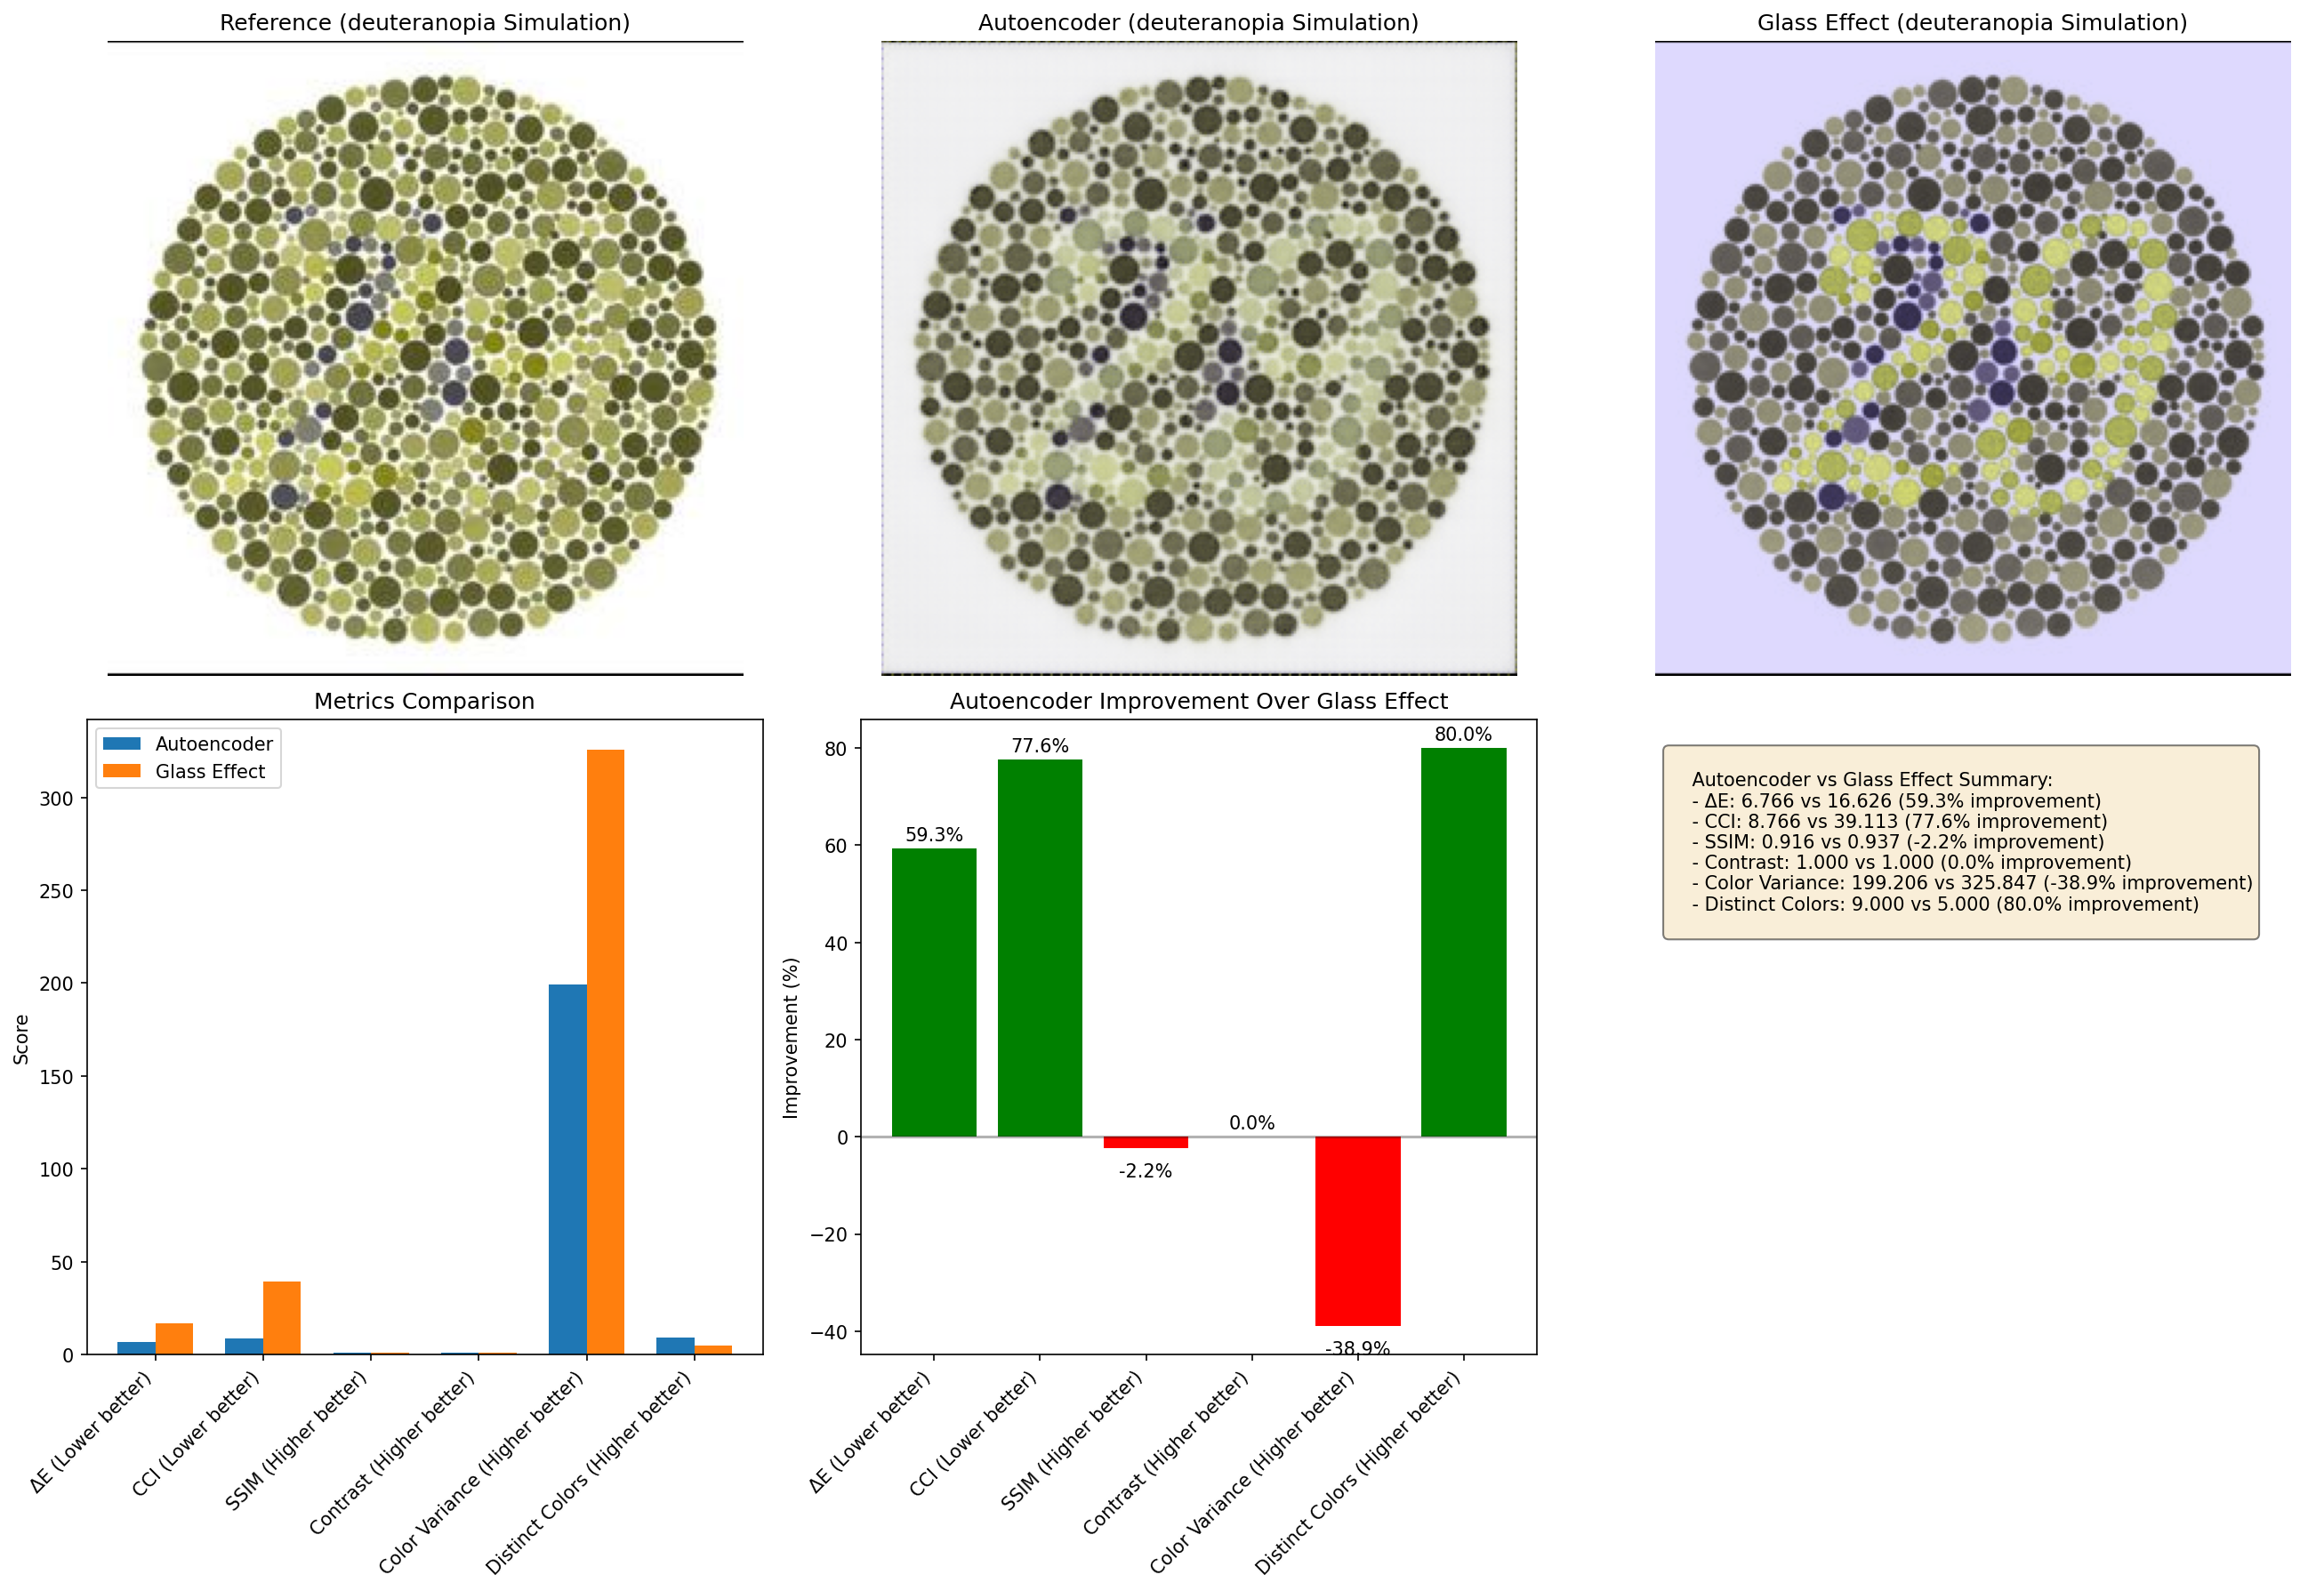 Reference (deuteranopia Simulation)
Autoencoder (deuteranopia Simulation)
Glass Effect (deuteranopia Simulation)
Metrics Comparison
Autoencoder
Glass Effect
Score
300
250
200
150
100
50
0
ΔE (Lower better)
CCI (Lower better)
SSIM (Higher better)
Contrast (Higher better)
Color Variance (Higher better)
Distinct Colors (Higher better)
Autoencoder Improvement Over Glass Effect
Improvement (%)
80
60
40
20
0
−20
−40
59.3%
77.6%
-2.2%
0.0%
-38.9%
80.0%
ΔE (Lower better)
CCI (Lower better)
SSIM (Higher better)
Contrast (Higher better)
Color Variance (Higher better)
Distinct Colors (Higher better)
Autoencoder vs Glass Effect Summary:
- ΔE: 6.766 vs 16.626 (59.3% improvement)
- CCI: 8.766 vs 39.113 (77.6% improvement)
- SSIM: 0.916 vs 0.937 (-2.2% improvement)
- Contrast: 1.000 vs 1.000 (0.0% improvement)
- Color Variance: 199.206 vs 325.847 (-38.9% improvement)
- Distinct Colors: 9.000 vs 5.000 (80.0% improvement)